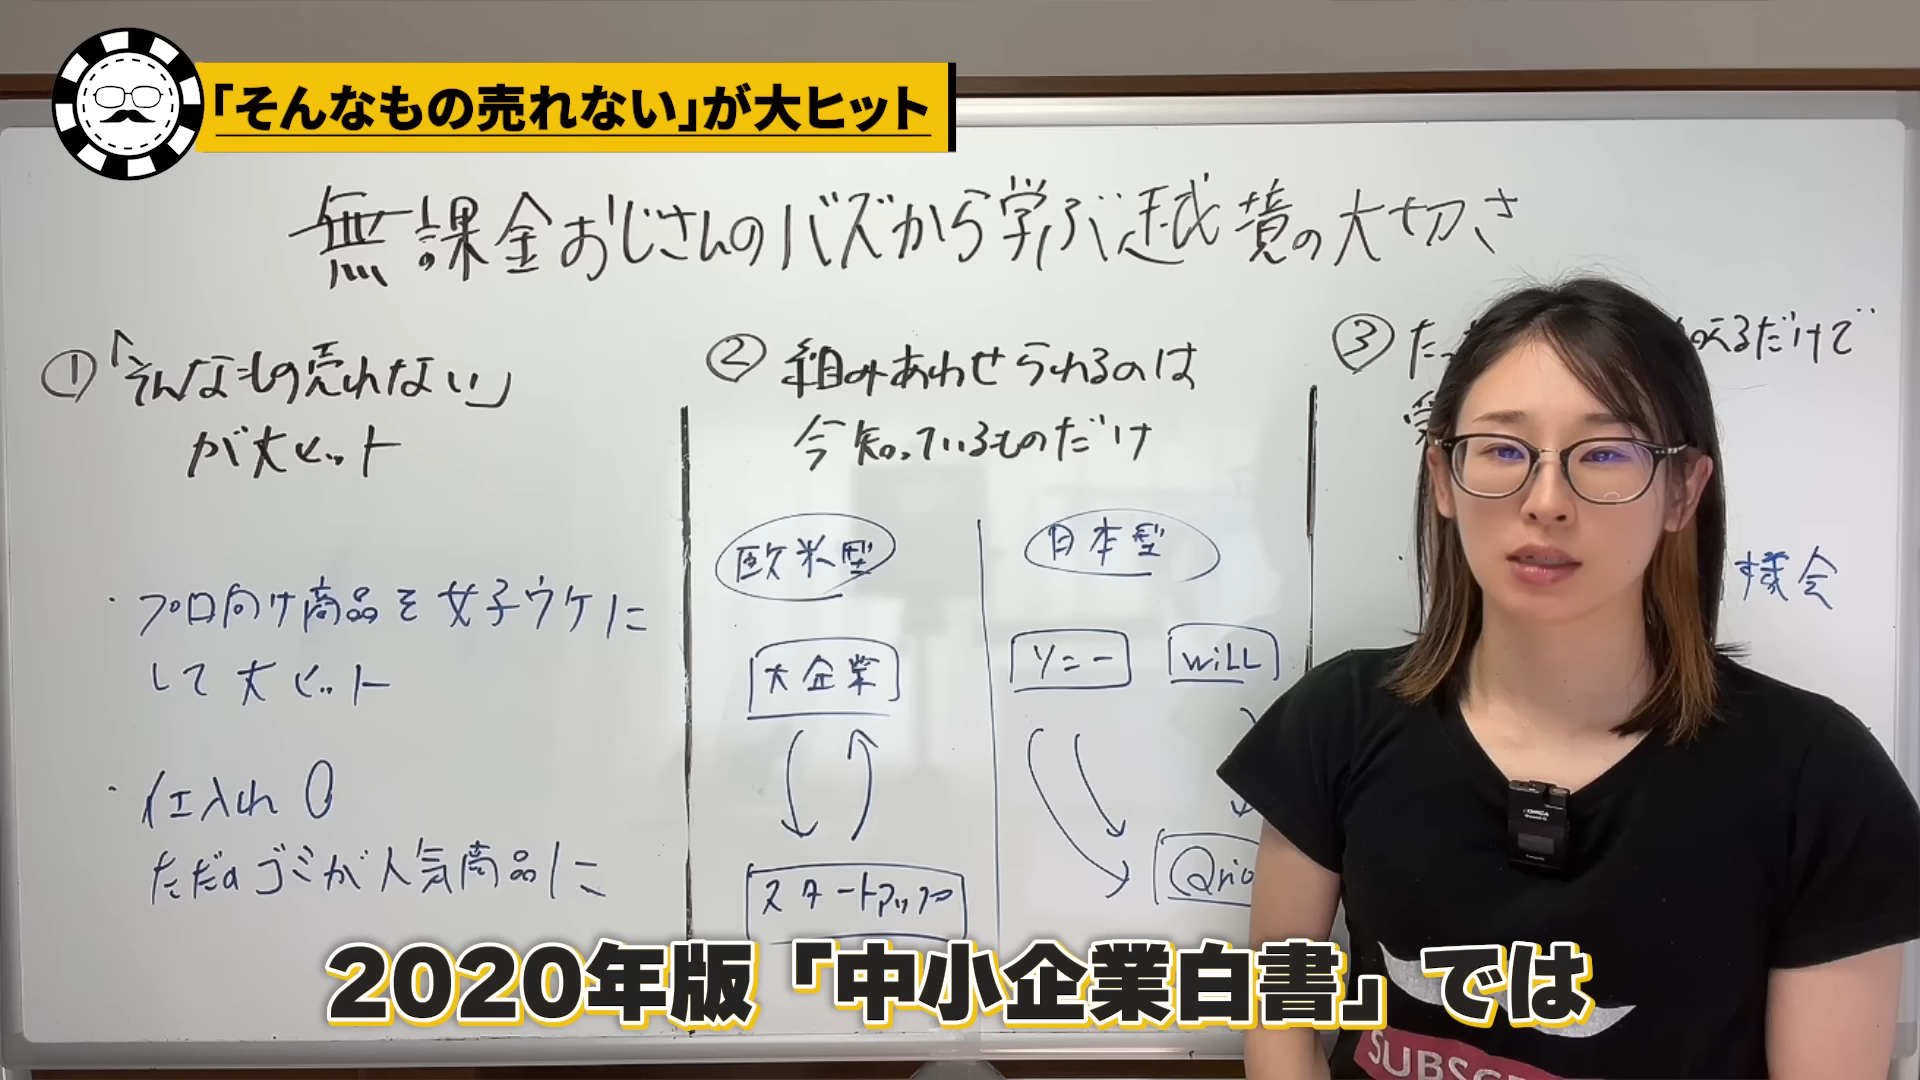 「そんなもの売れない」が大ヒット
無課金おじさんのバズから学ぶ越境の大切さ
①「そんなもの売れない」
が大ヒット
・プロ向け商品を女子ウケに
して大ヒット
・仕入れ0
ただのゴミが人気商品に
②組みあわせられるのは
今知っているものだけ
欧米型
大企業
スタートアップ
日本型
ソニー
WiLL
Qrio
③た
えるだけで
様会
2020年版「中小企業白書」では
SUBSC